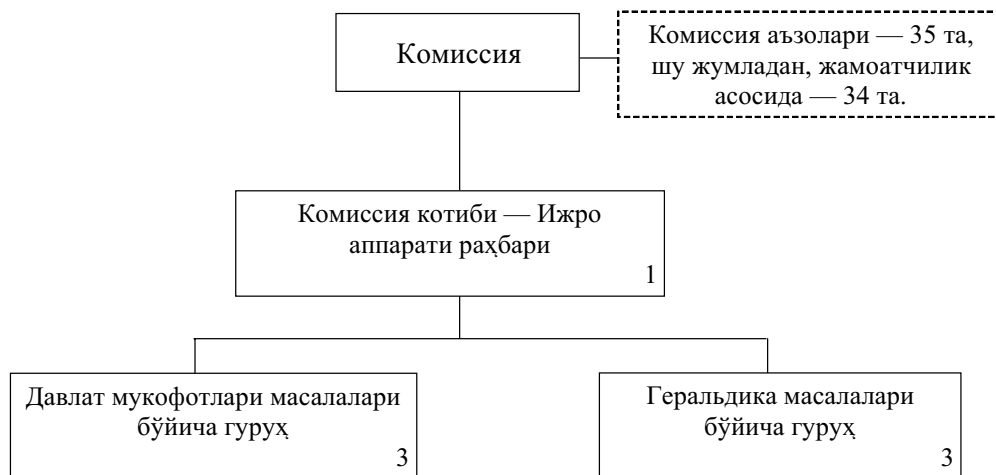 Комиссия
Комиссия аъзолари — 35 та,
шу жумладан, жамоатчилик
асосида — 34 та.
Комиссия котиби — Ижро
аппарати раҳбари
1
Давлат мукофотлари масалалари
бўйича гуруҳ
3
Геральдика масалалари
бўйича гуруҳ
3